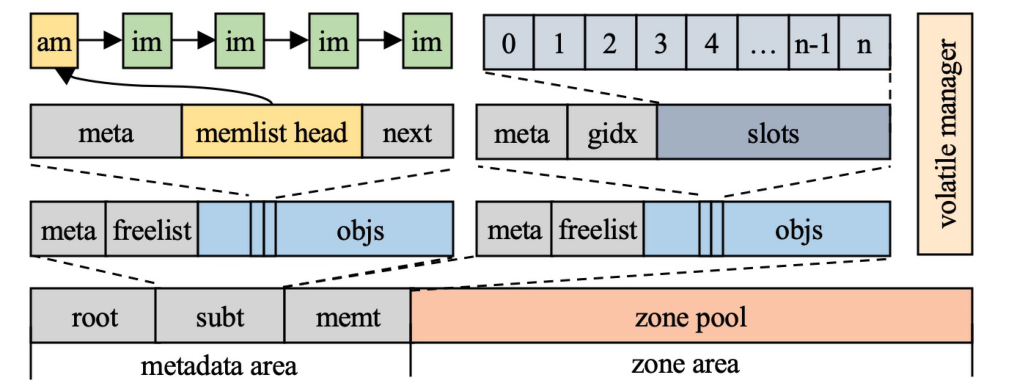 am im im im im
0 1 2 3 4 ... n-1 n
meta memlist head next
meta gidx slots
meta freelist objs
meta freelist objs
volatile manager
root subt memt zone pool
metadata area zone area